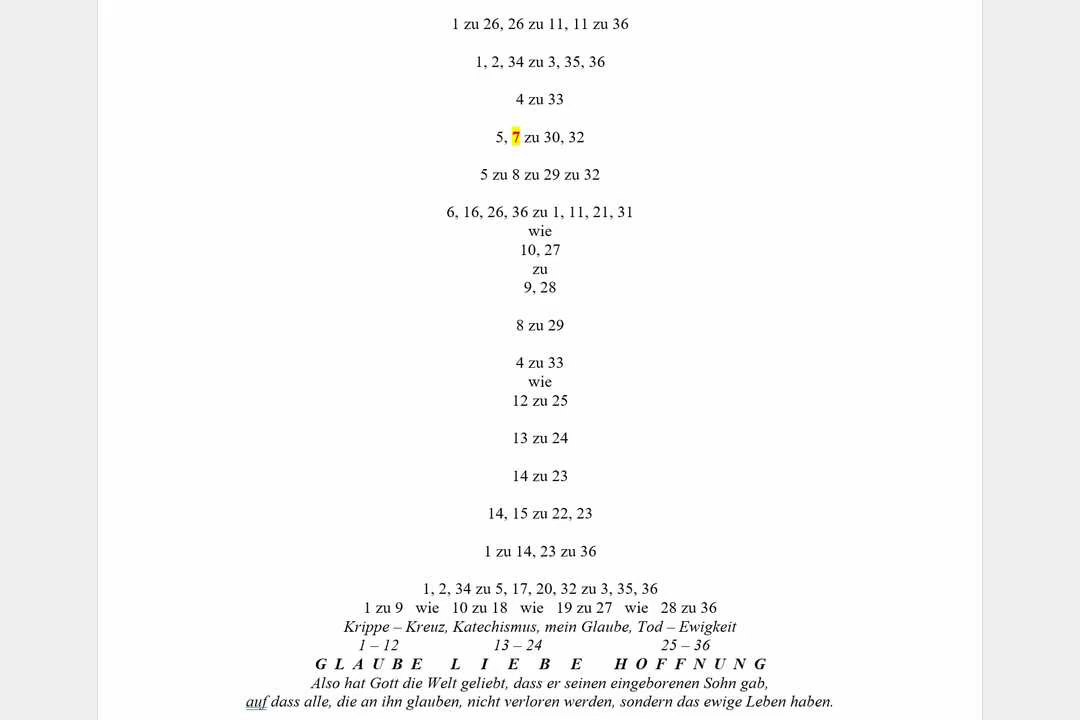 1 zu 26, 26 zu 11, 11 zu 36
1, 2, 34 zu 3, 35, 36
4 zu 33
5, 7 zu 30, 32
5 zu 8 zu 29 zu 32
6, 16, 26, 36 zu 1, 11, 21, 31
wie
10, 27
zu
9, 28
8 zu 29
4 zu 33
wie
12 zu 25
13 zu 24
14 zu 23
14, 15 zu 22, 23
1 zu 14, 23 zu 36
1, 2, 34 zu 5, 17, 20, 32 zu 3, 35, 36
1 zu 9 wie 10 zu 18 wie 19 zu 27 wie 28 zu 36
Krippe – Kreuz, Katechismus, mein Glaube, Tod – Ewigkeit
1 – 12 13 – 24 25 – 36
G L A U B E L I E B E H O F F N U N G
Also hat Gott die Welt geliebt, dass er seinen eingeborenen Sohn gab,
auf dass alle, die an ihn glauben, nicht verloren werden, sondern das ewige Leben haben.